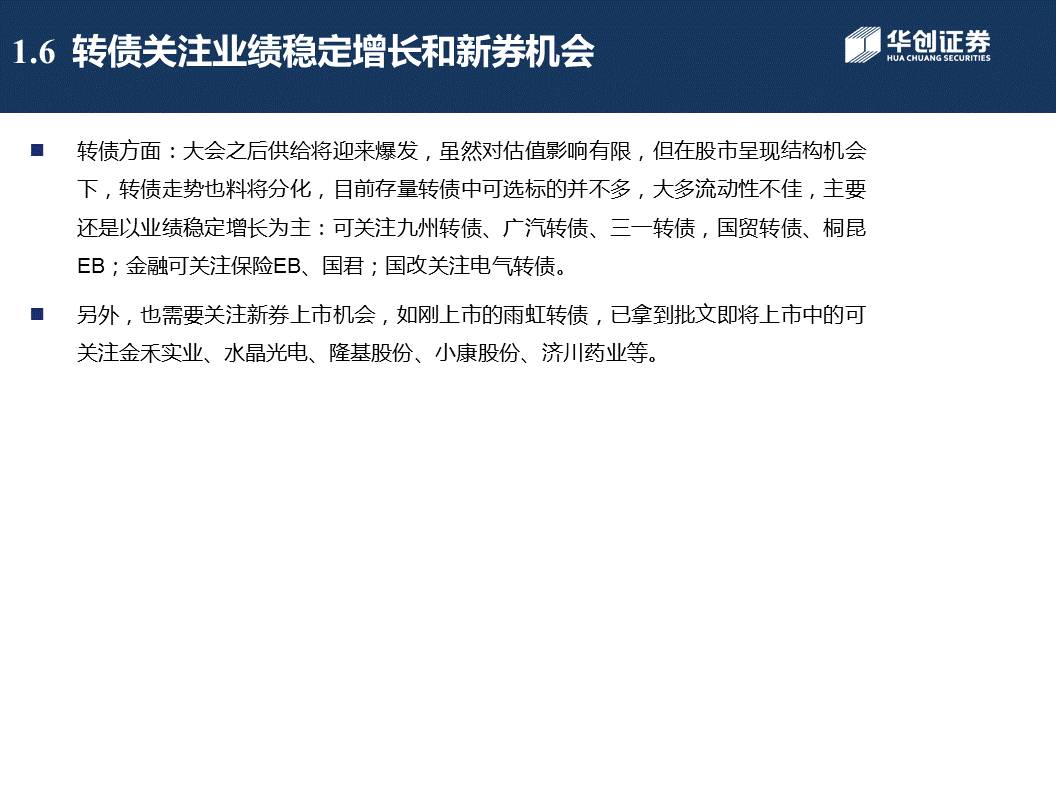 1.6 转债关注业绩稳定增长和新券机会
华创证券
HUA CHUANG SECURITIES
转债方面：大会之后供给将迎来爆发，虽然对估值影响有限，但在股市呈现结构机会
下，转债走势也料将分化，目前存量转债中可选标的并不多，大多流动性不佳，主要
还是以业绩稳定增长为主：可关注九州转债、广汽转债、三一转债，国贸转债、桐昆
EB；金融可关注保险EB、国君；国改关注电气转债。
另外，也需要关注新券上市机会，如刚上市的雨虹转债，已拿到批文即将上市中的可
关注金禾实业、水晶光电、隆基股份、小康股份、济川药业等。